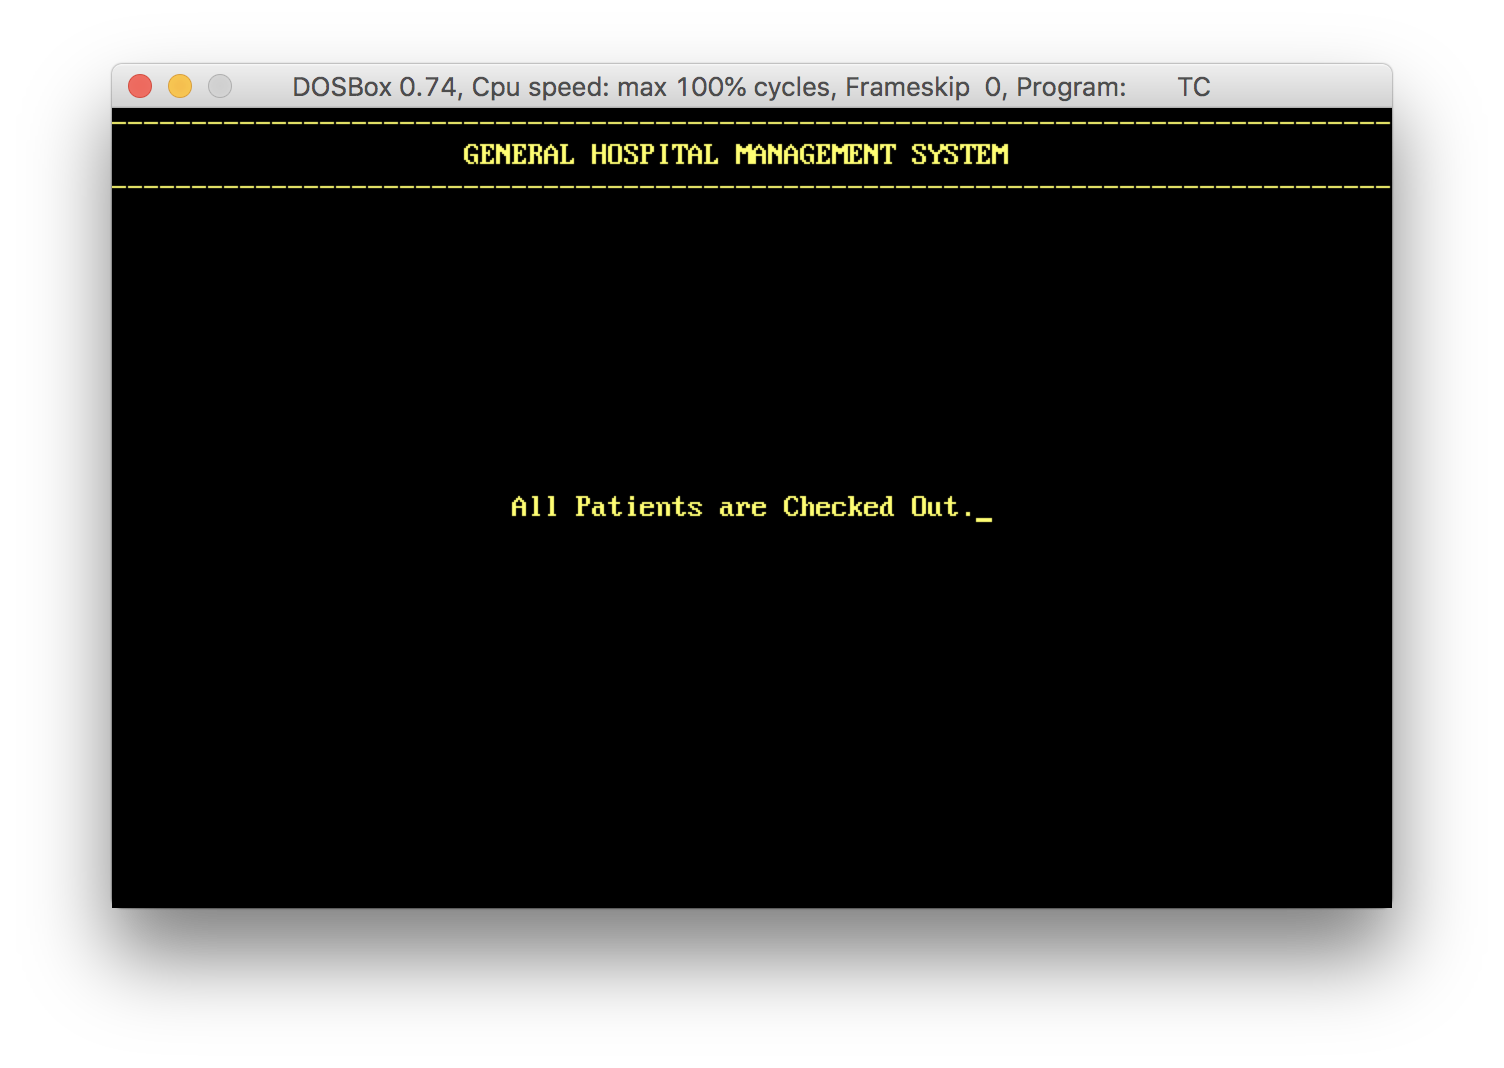 DOSBox 0.74, Cpu speed: max 100% cycles, Frameskip  0, Program:       TC
--------------------------------------------------------------------------------
GENERAL HOSPITAL MANAGEMENT SYSTEM
--------------------------------------------------------------------------------
All Patients are Checked Out._